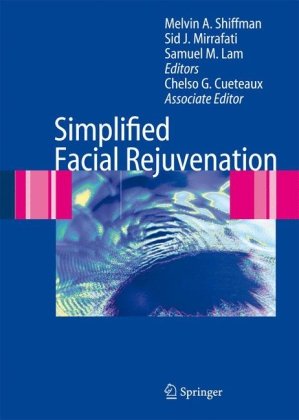 Melvin A. Shiffman
Sid J. Mirrafati
Samuel M. Lam
Editors
Chelso G. Cueteaux
Associate Editor
Simplified
Facial Rejuvenation
Springer